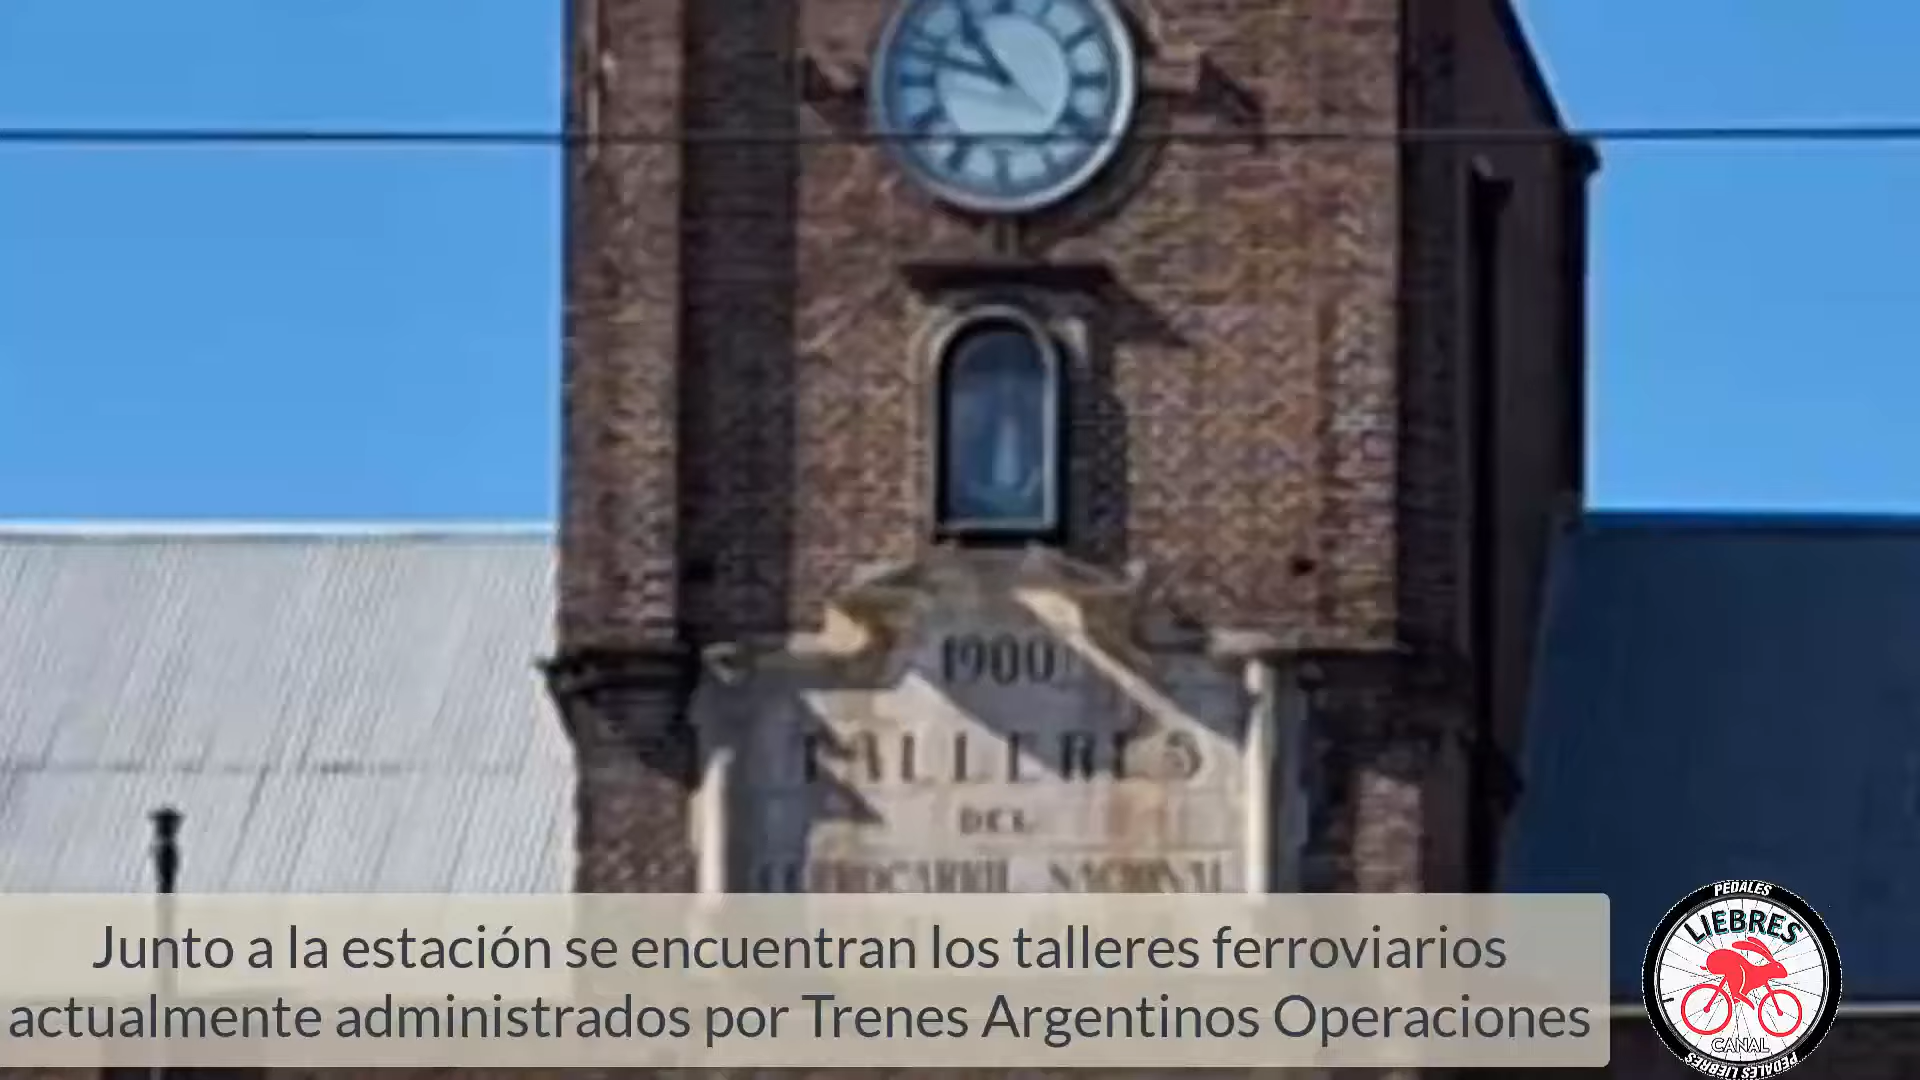 1900
TALLERES
DEL
FERROCARRIL NACIONAL
Junto a la estación se encuentran los talleres ferroviarios
actualmente administrados por Trenes Argentinos Operaciones
PEDALES
LIEBRES
CANAL
PEDALES LIEBRES